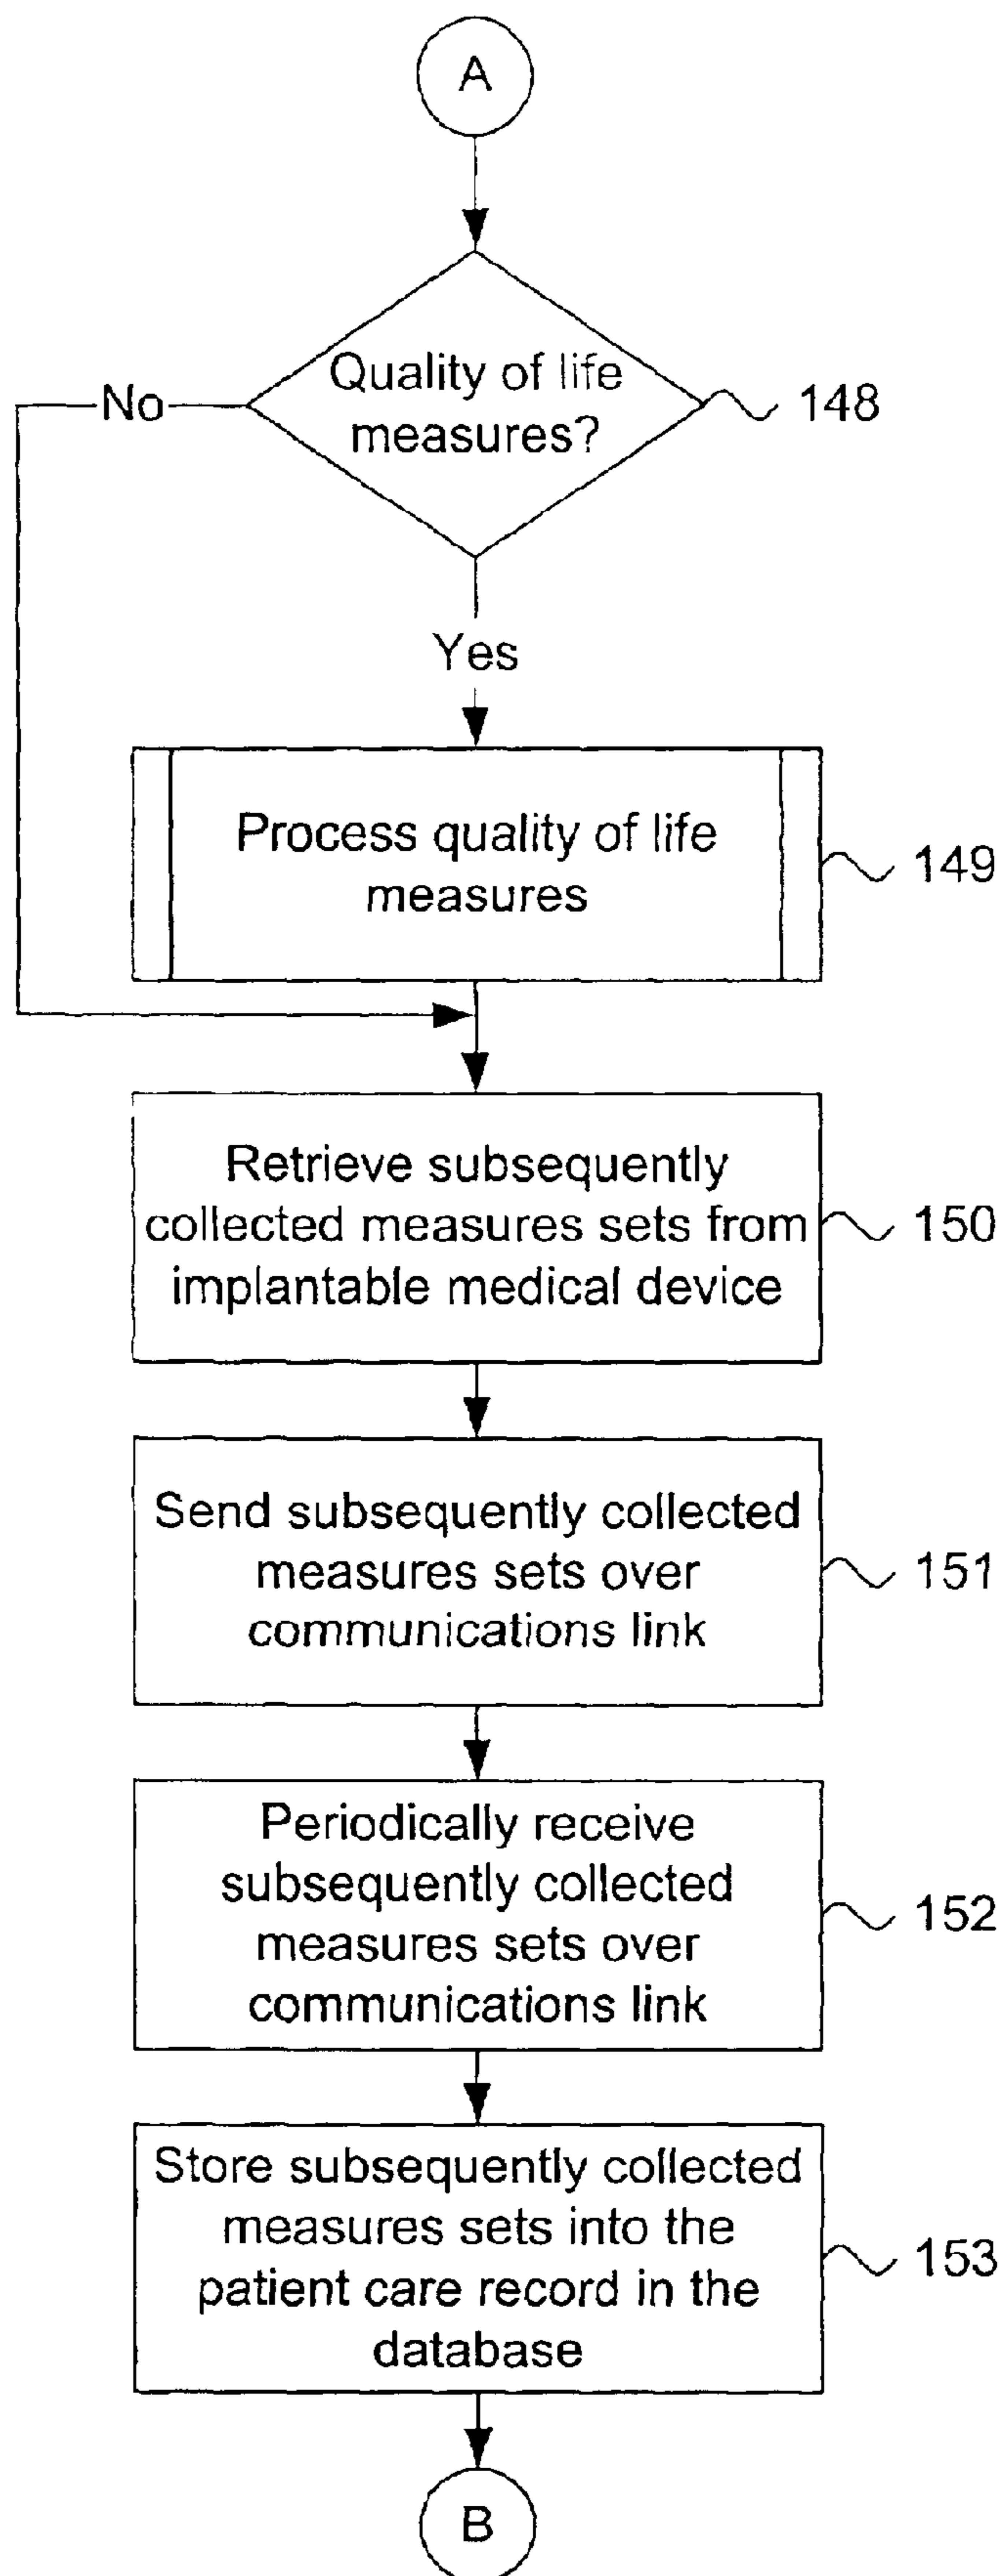 A
Quality of life
measures?
148
No
Yes
Process quality of life
measures
149
Retrieve subsequently
collected measures sets from
implantable medical device
150
Send subsequently collected
measures sets over
communications link
151
Periodically receive
subsequently collected
measures sets over
communications link
152
Store subsequently collected
measures sets into the
patient care record in the
database
153
B